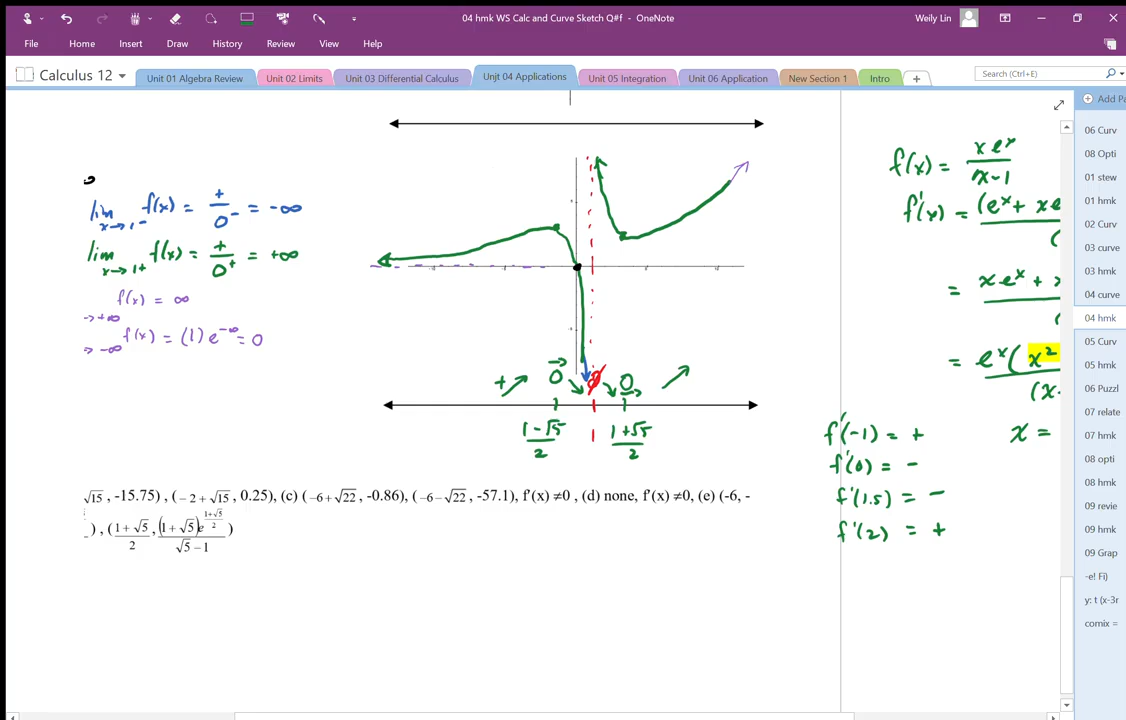 04 hmk WS Calc and Curve Sketch Q#f - OneNote
Weily Lin
File Home Insert Draw History Review View Help
Calculus 12
Unit 01 Algebra Review
Unit 02 Limits
Unit 03 Differential Calculus
Unit 04 Applications
Unit 05 Integration
Unit 06 Application
New Section 1
Intro
Search (Ctrl+E)
Add Pa
06 Curv
08 Opti
01 stew
01 hmk
02 Curv
03 curve
03 hmk
04 curve
04 hmk
05 Curv
05 hmk
06 Puzzl
07 relate
07 hmk
08 opti
08 hmk
09 revie
09 hmk
09 Grap
-e! Fi)
y: t (x-3r
comix =
lim x→1⁻ f(x) = +/0⁻ = -∞
lim x→1+ f(x) = +/0⁺ = +∞
f(x) = ∞
→+∞
f(x) = (1) e^-∞ = 0
→-∞
+ 0 ø 0
1-√5/2 1 1+√5/2
√15 , -15.75) , (−2 + √15, 0.25), (c) (−6+√22, -0.86), (−6−√22, -57.1), f'(x) ≠0 , (d) none, f'(x) ≠0, (e) (-6, -
) , (1+√5/2 , (1+√5)e^(1+√5/2)/√5−1)
f(x) = xe^x/x-1
f'(x) = (e^x + xe
= xe^x +
= e^x(x²/(x-
x =
f'(-1) = +
f'(0) = -
f'(1.5) = -
f'(2) = +